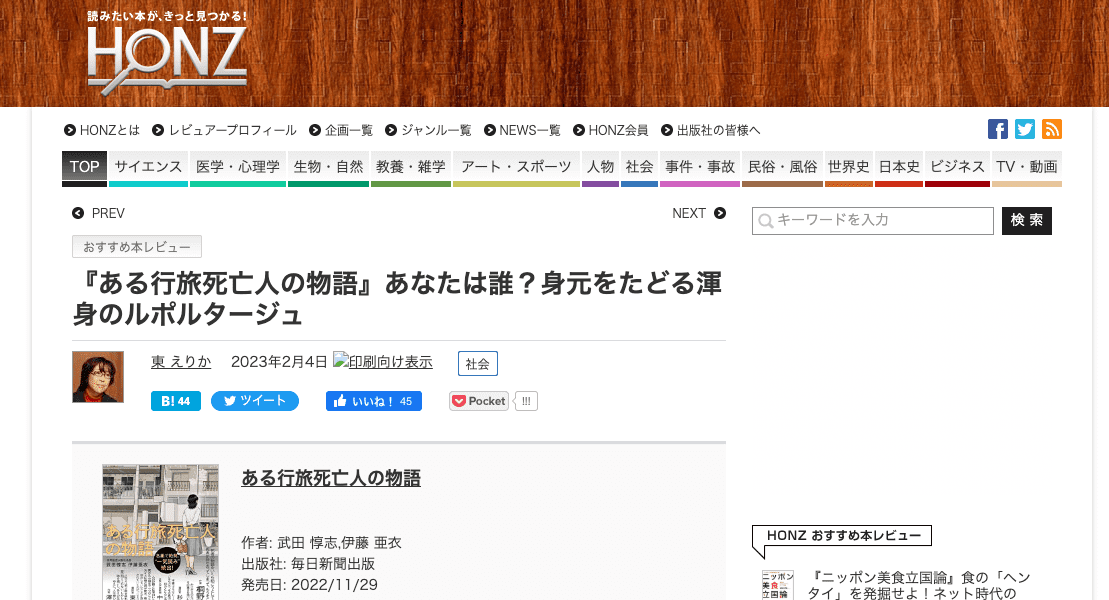 読みたい本が、きっと見つかる!
HONZ
HONZとは レビュアープロフィール 企画一覧 ジャンル一覧 NEWS一覧 HONZ会員 出版社の皆様へ
TOP サイエンス 医学・心理学 生物・自然 教養・雑学 アート・スポーツ 人物 社会 事件・事故 民俗・風俗 世界史 日本史 ビジネス TV・動画
PREV NEXT
キーワードを入力 検索
おすすめ本レビュー
『ある行旅死亡人の物語』あなたは誰？身元をたどる渾
身のルポルタージュ
東 えりか 2023年2月4日 印刷向け表示 社会
B! 44 ツイート いいね！ 45 Pocket !!!
ある行旅死亡人の物語
作者: 武田 惇志,伊藤 亜衣
出版社: 毎日新聞出版
発売日: 2022/11/29
ある行旅死亡人
の物語
HONZ おすすめ本レビュー
ニッポン
美食
立国論
『ニッポン美食立国論』食の「ヘン
タイ」を発掘せよ！ネット時代の